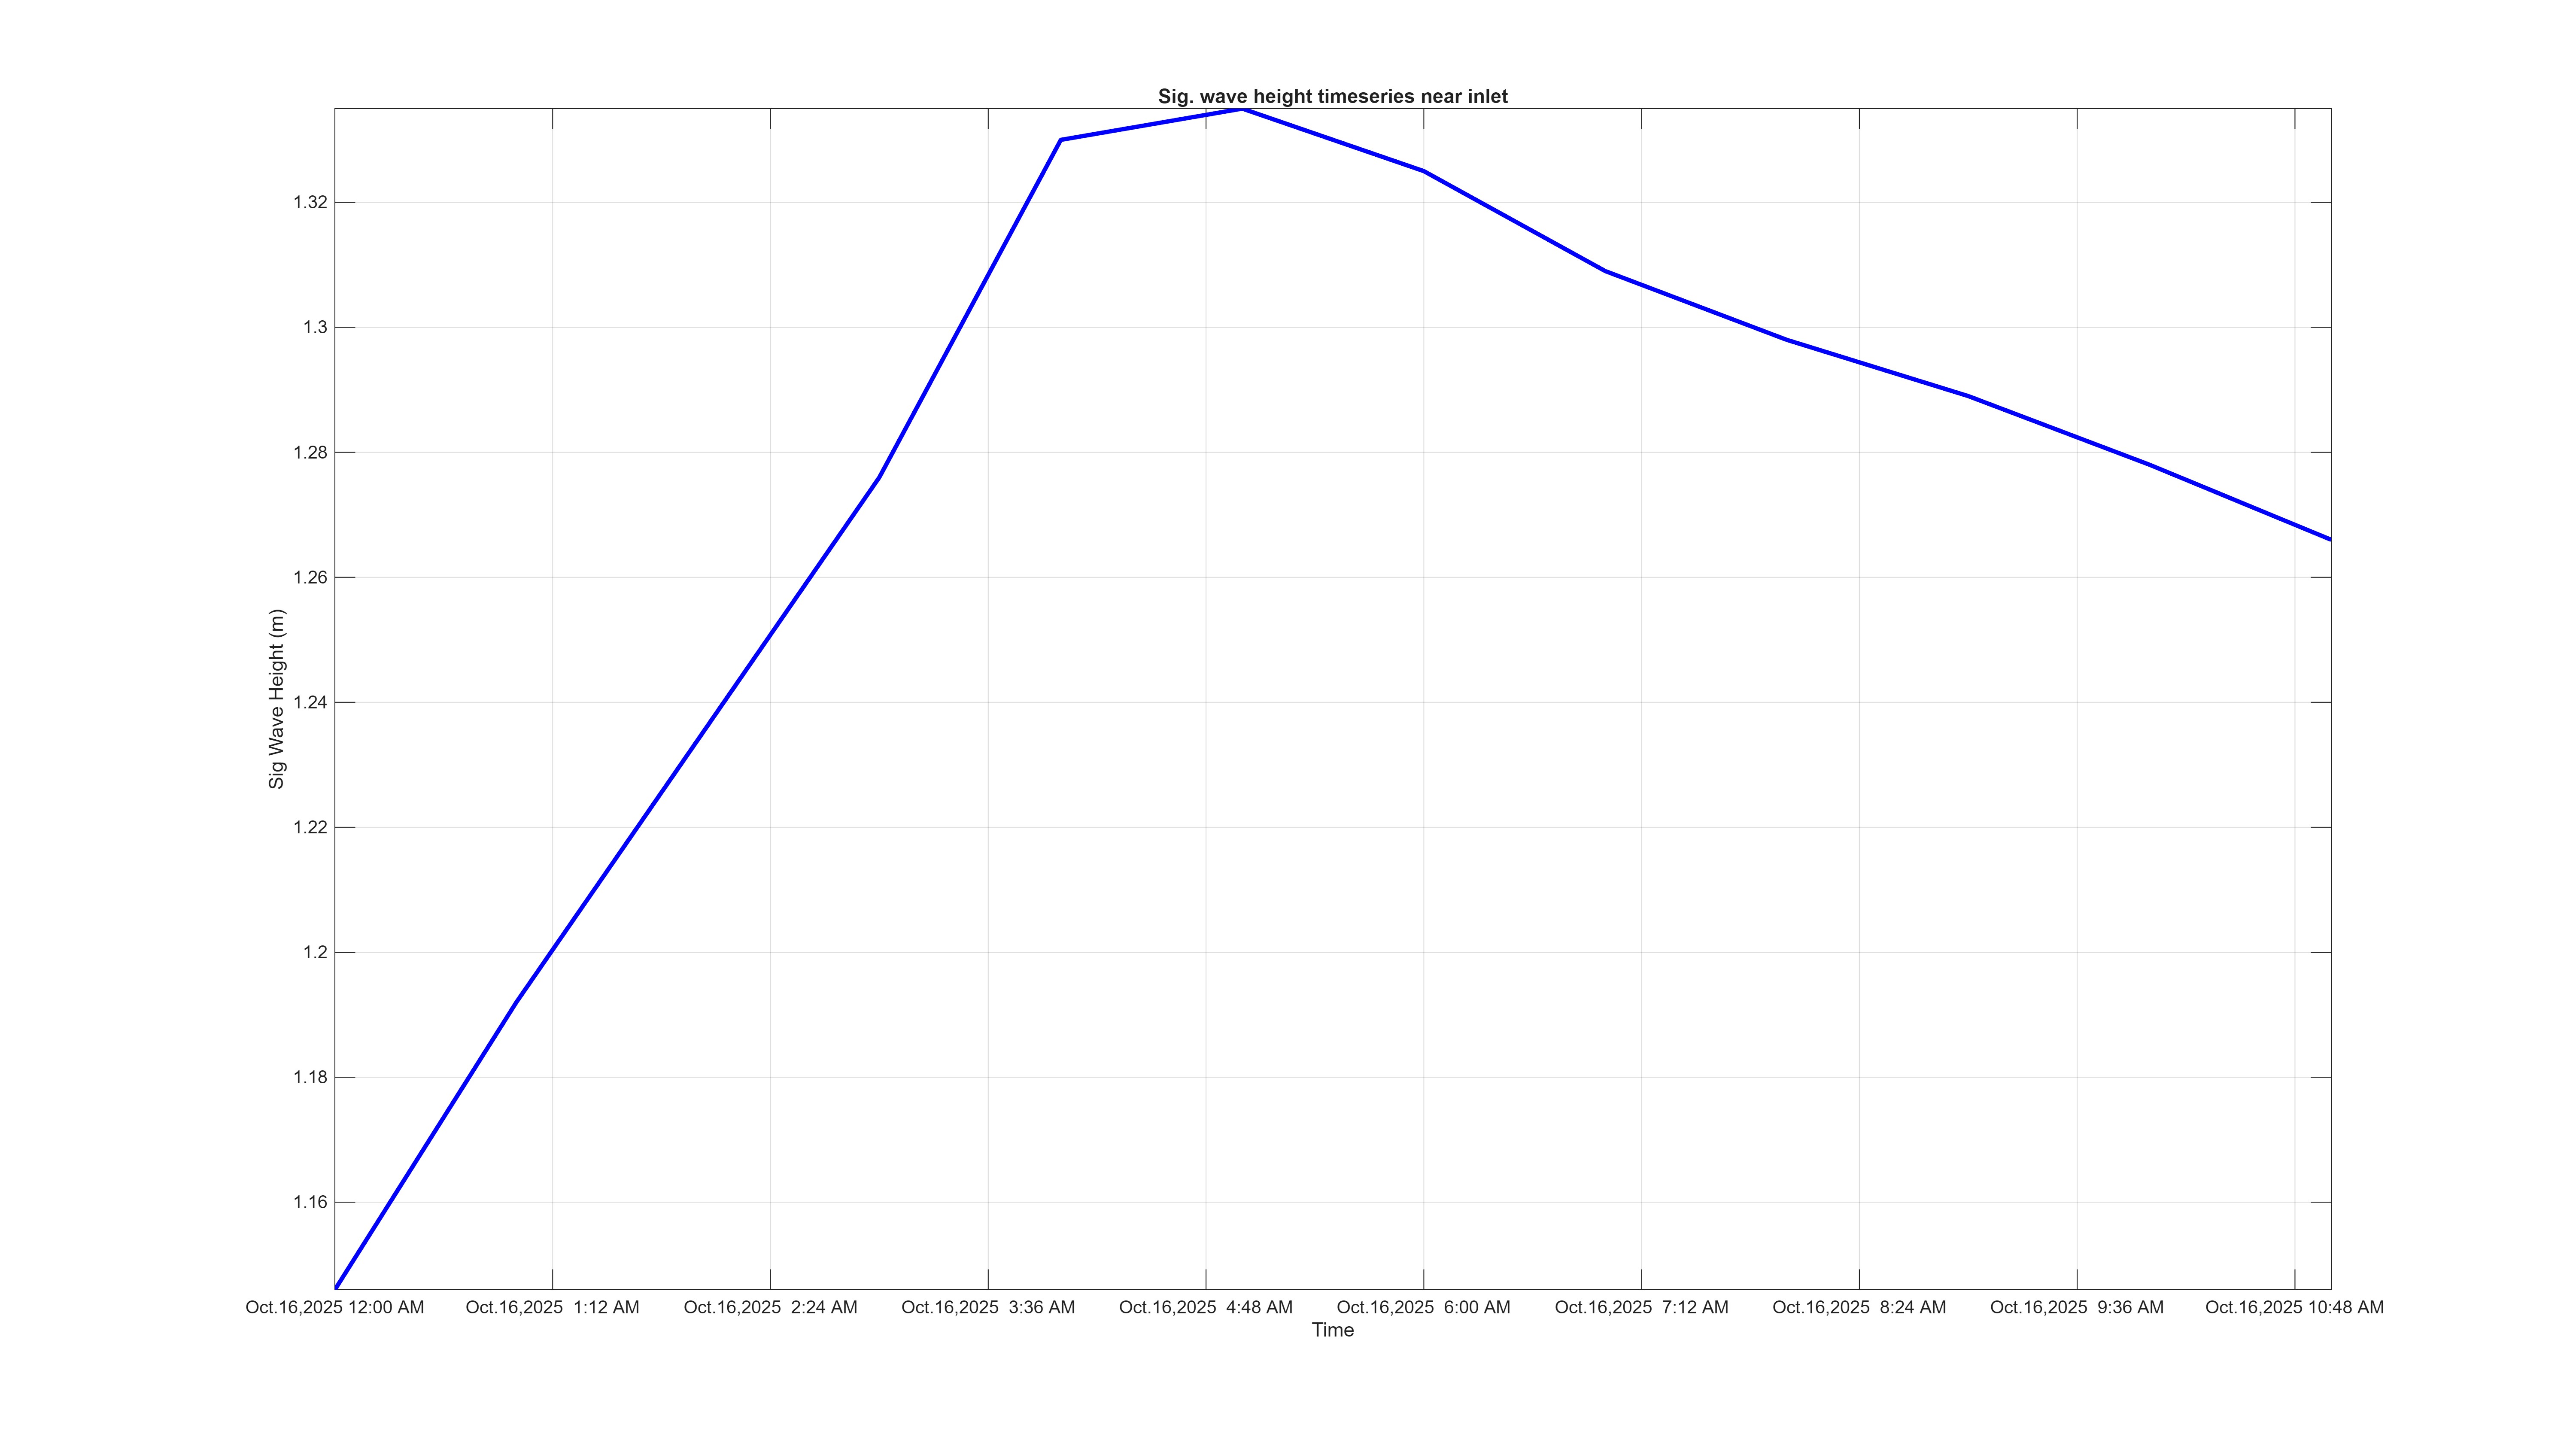 Sig. wave height timeseries near inlet
1.32
1.3
1.28
1.26
1.24
1.22
1.2
1.18
1.16
Sig Wave Height (m)
Oct.16,2025 12:00 AM Oct.16,2025  1:12 AM Oct.16,2025  2:24 AM Oct.16,2025  3:36 AM Oct.16,2025  4:48 AM Oct.16,2025  6:00 AM Oct.16,2025  7:12 AM Oct.16,2025  8:24 AM Oct.16,2025  9:36 AM Oct.16,2025 10:48 AM
Time